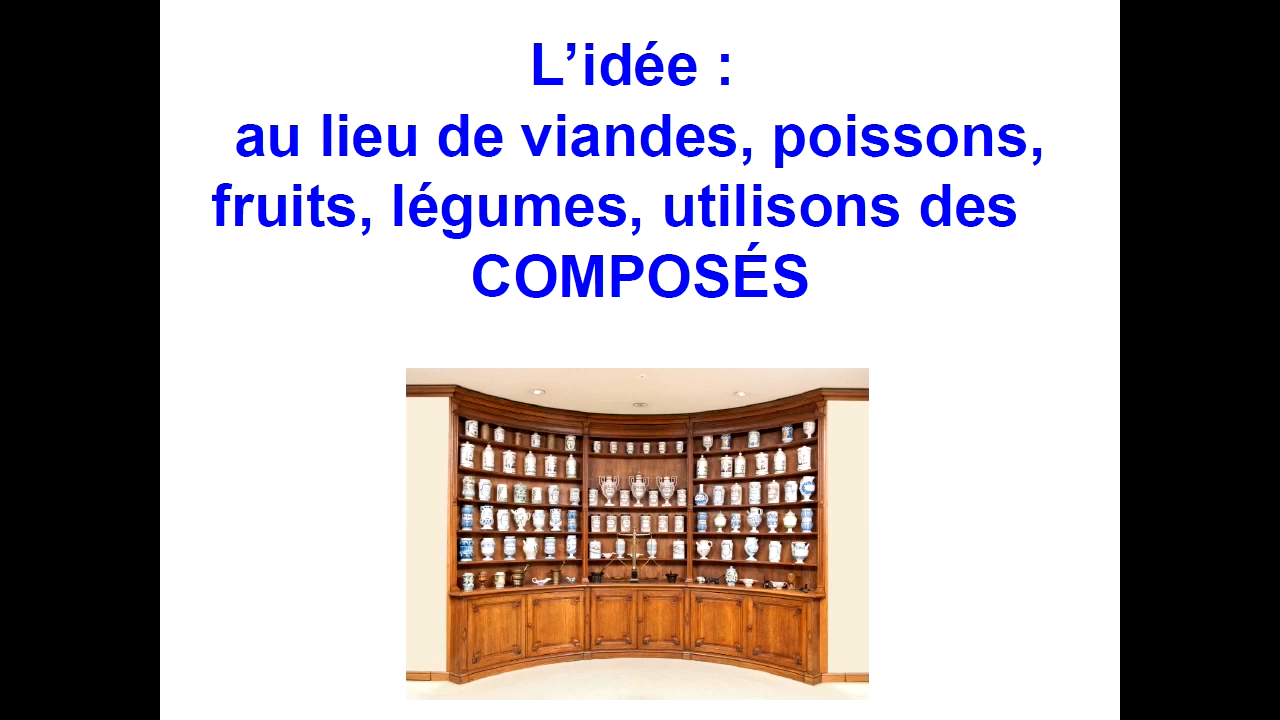 L’idée :
au lieu de viandes, poissons,
fruits, légumes, utilisons des
COMPOSÉS